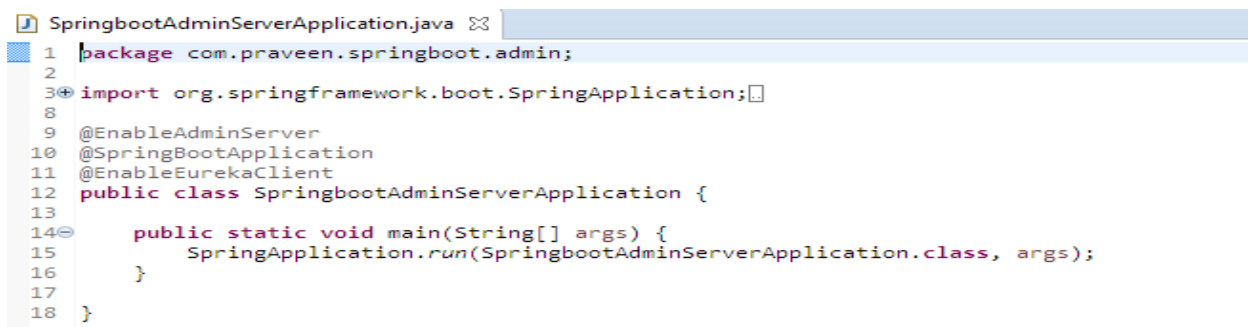 SpringbootAdminServerApplication.java
1 package com.praveen.springboot.admin;
2
3 import org.springframework.boot.SpringApplication;
8
9 @EnableAdminServer
10 @SpringBootApplication
11 @EnableEurekaClient
12 public class SpringbootAdminServerApplication {
13
14 public static void main(String[] args) {
15 SpringApplication.run(SpringbootAdminServerApplication.class, args);
16 }
17
18 }